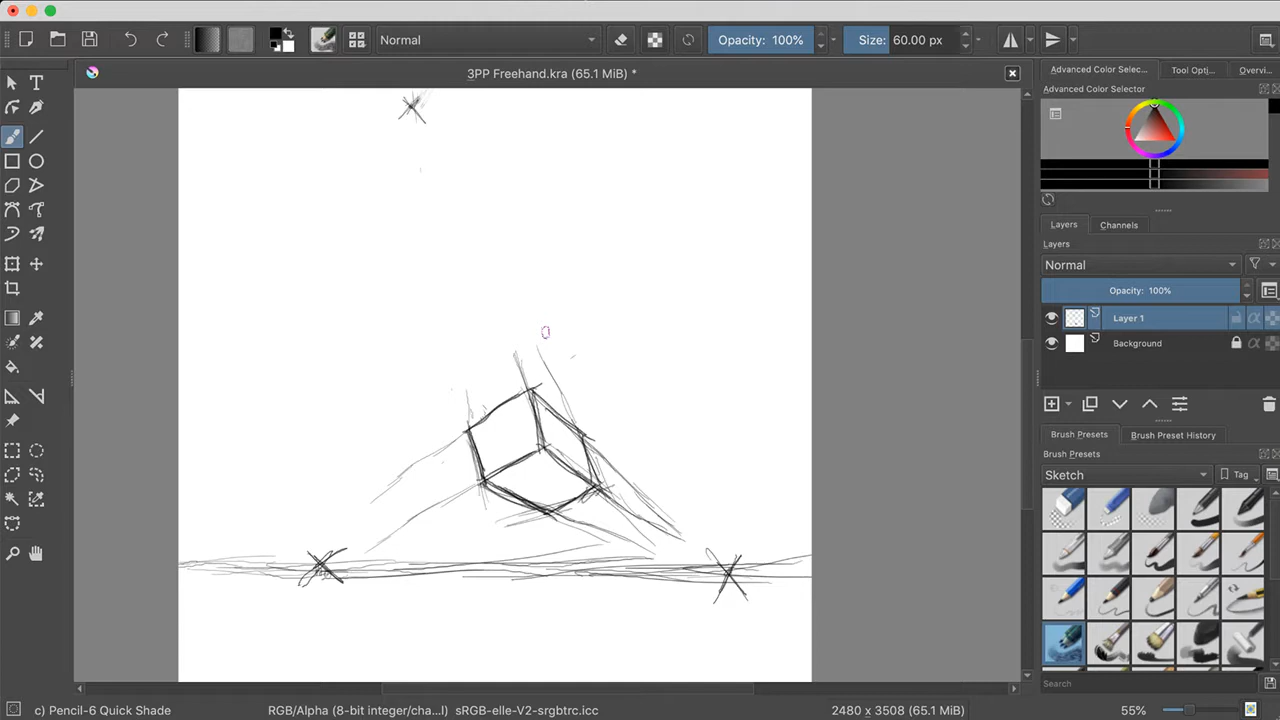 Normal
Opacity: 100%
Size: 60.00 px
3PP Freehand.kra (65.1 MiB) *
Advanced Color Selec...
Tool Opti...
Overvi...
Advanced Color Selector
Layers
Channels
Layers
Normal
Opacity: 100%
Layer 1
Background
Brush Presets
Brush Preset History
Brush Presets
Sketch
Tag
Search
c) Pencil-6 Quick Shade
RGB/Alpha (8-bit integer/cha...l) sRGB-elle-V2-srgbtrc.icc
2480 x 3508 (65.1 MiB)
55%